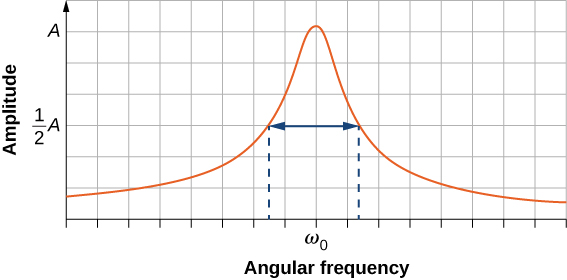 A
Amplitude
1/2 A
ω₀
Angular frequency